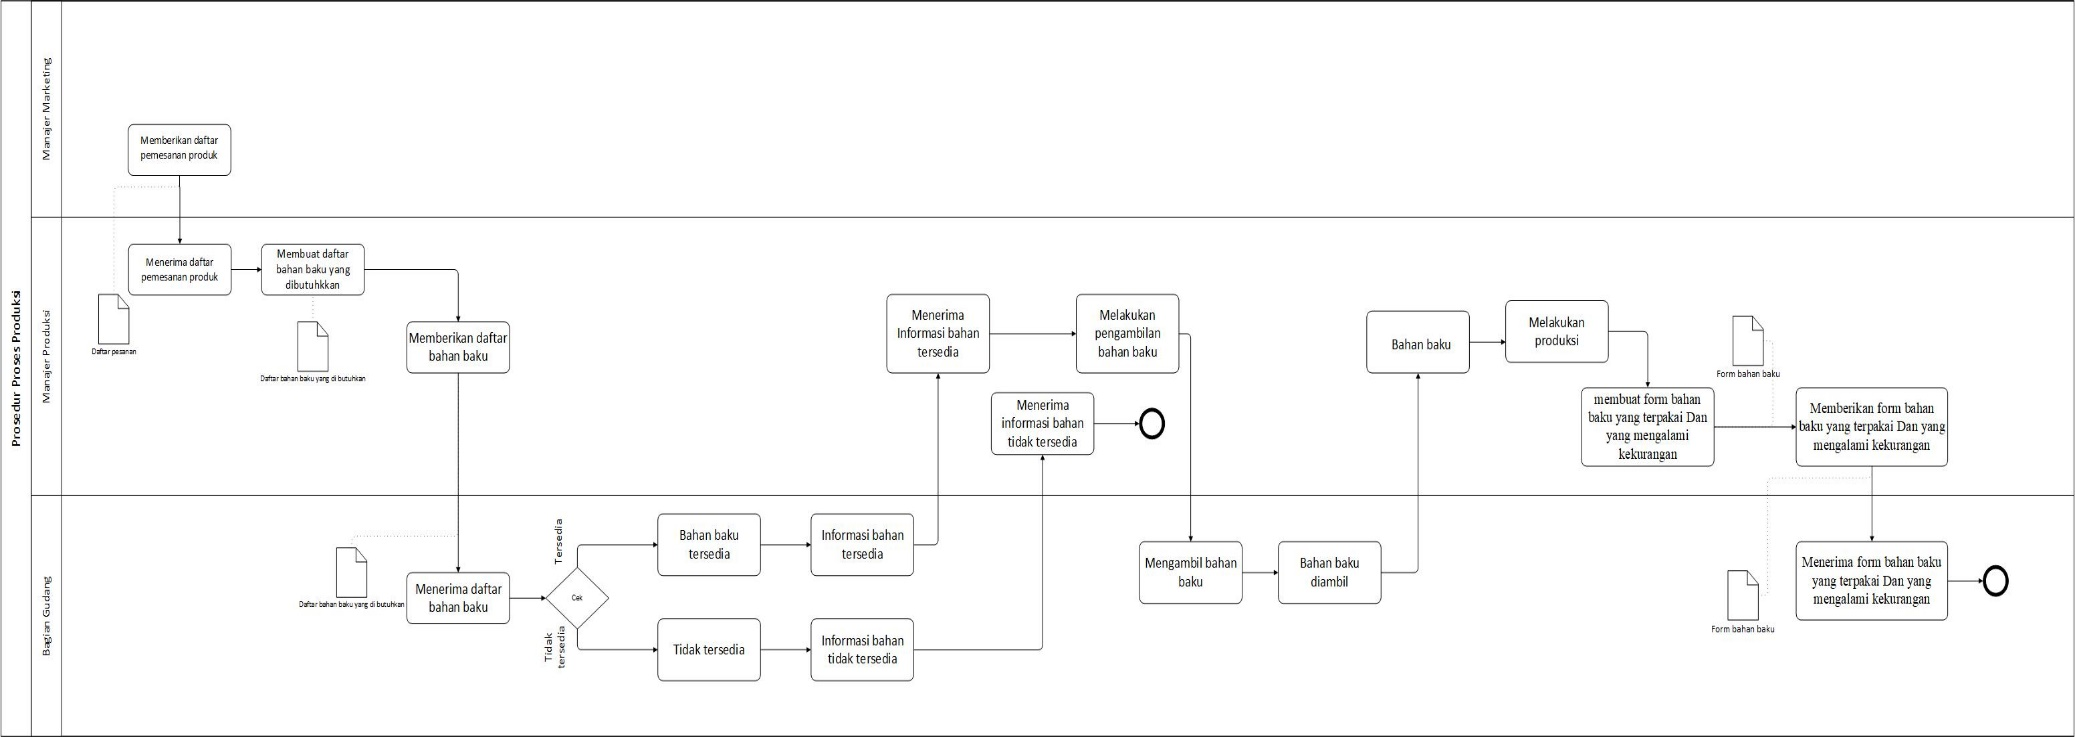 Prosedur Proses Produksi
Manajer Marketing
Memberikan daftar
pemesanan produk
Manajer Produksi
Menerima daftar
pemesanan produk
Daftar pesanan
Membuat daftar
bahan baku yang
dibutuhkkan
Daftar bahan baku yang di butuhkan
Memberikan daftar
bahan baku
Menerima
Informasi bahan
tersedia
Melakukan
pengambilan
bahan baku
Menerima
informasi bahan
tidak tersedia
Bahan baku
Melakukan
produksi
membuat form bahan
baku yang terpakai Dan
yang mengalami
kekurangan
Form bahan baku
Memberikan form bahan
baku yang terpakai Dan yang
mengalami kekurangan
Bagian Gudang
Daftar bahan baku yang di butuhkan
Menerima daftar
bahan baku
Cek
Tersedia
Tidak
tersedia
Bahan baku
tersedia
Informasi bahan
tersedia
Tidak tersedia
Informasi bahan
tidak tersedia
Mengambil bahan
baku
Bahan baku
diambil
Form bahan baku
Menerima form bahan baku
yang terpakai Dan yang
mengalami kekurangan